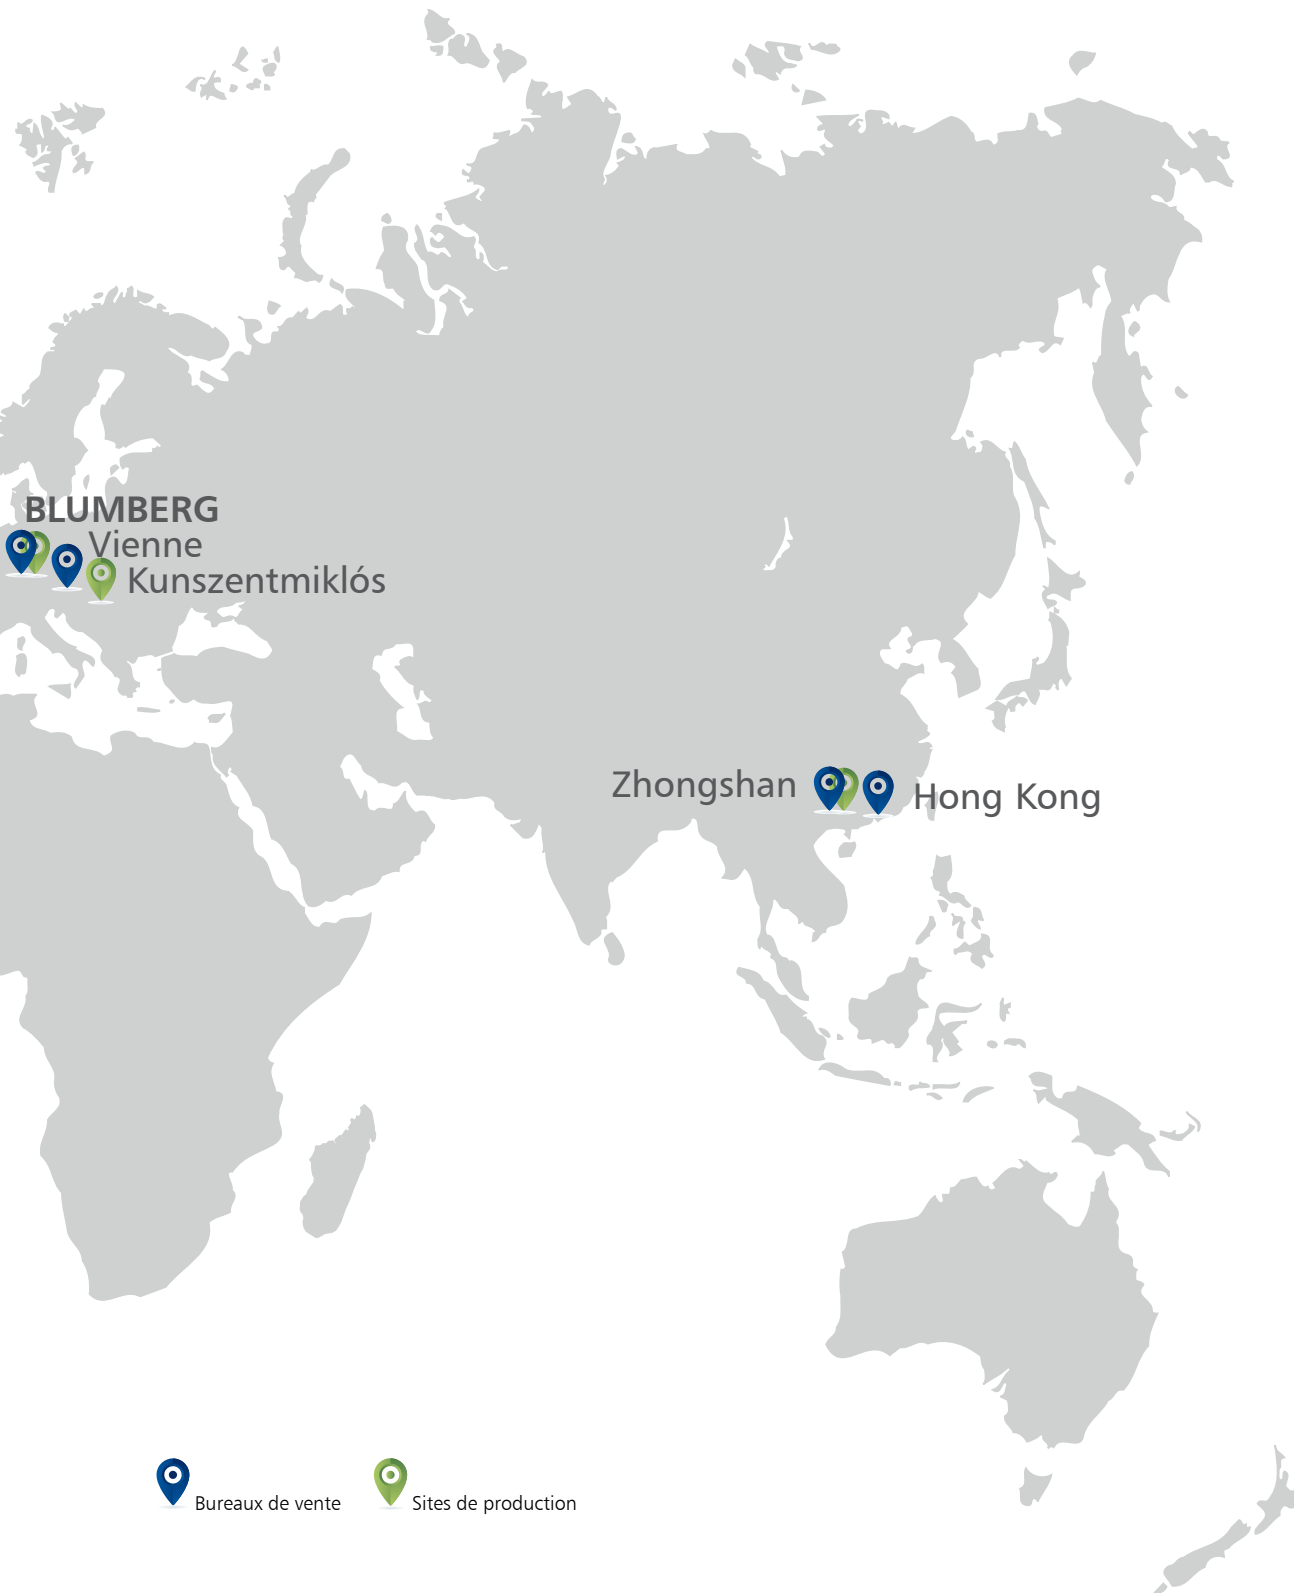 BLUMBERG
Vienne
Kunszentmiklós
Zhongshan
Hong Kong
Bureaux de vente
Sites de production